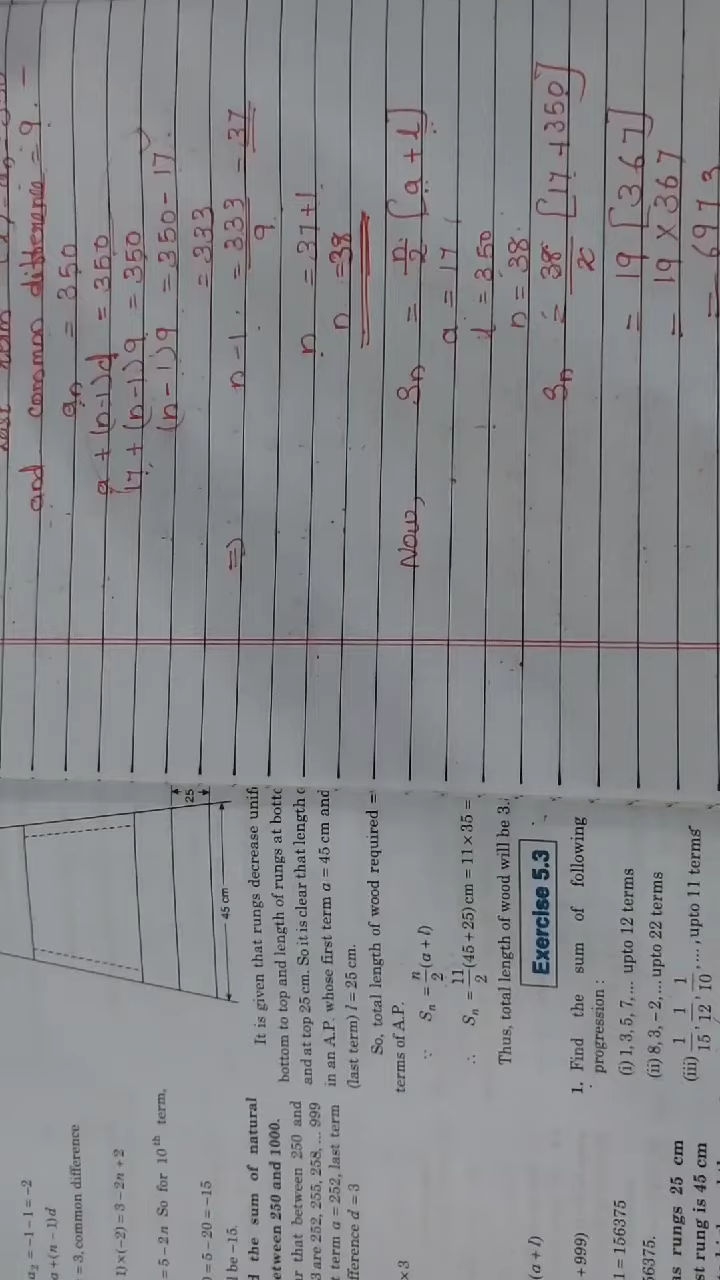 and common difference = 9.
aₙ = 350
a + (n-1)d = 350
17 + (n-1)9 = 350
(n-1)9 = 350 - 17
= 333
=> n-1 = 333/9 = 37
n = 37+1
n = 38
Now, Sₙ = n/2 [a + l]
a = 17
l = 350
n = 38
Sₙ = 38/2 [17 + 350]
= 19 [367]
= 19 × 367
= 6973
a₂ = -1-1 = -2
a + (n-1)d
= 3, common difference
1)×(-2) = 3-2n+2
= 5-2n So for 10th term,
) = 5-20 = -15
l be -15.
d the sum of natural
etween 250 and 1000.
r that between 250 and
3 are 252, 255, 258, ... 999
t term a = 252, last term
fference d = 3
×3
(a+l)
+999)
1 = 156375
6375.
s rungs 25 cm
st rung is 45 cm
25
45 cm
It is given that rungs decrease unifi
bottom to top and length of rungs at botto
and at top 25 cm. So it is clear that length o
in an A.P. whose first term a = 45 cm and
(last term) l = 25 cm.
So, total length of wood required =
terms of A.P.
∵ Sₙ = n/2 (a+l)
∴ Sₙ = 11/2 (45+25) cm = 11×35 =
Thus, total length of wood will be 3.
Exercise 5.3
1. Find the sum of following
progression :
(i) 1, 3, 5, 7, ... upto 12 terms
(ii) 8, 3, -2, ... upto 22 terms
(iii) 1/15, 1/12, 1/10, ..., upto 11 terms